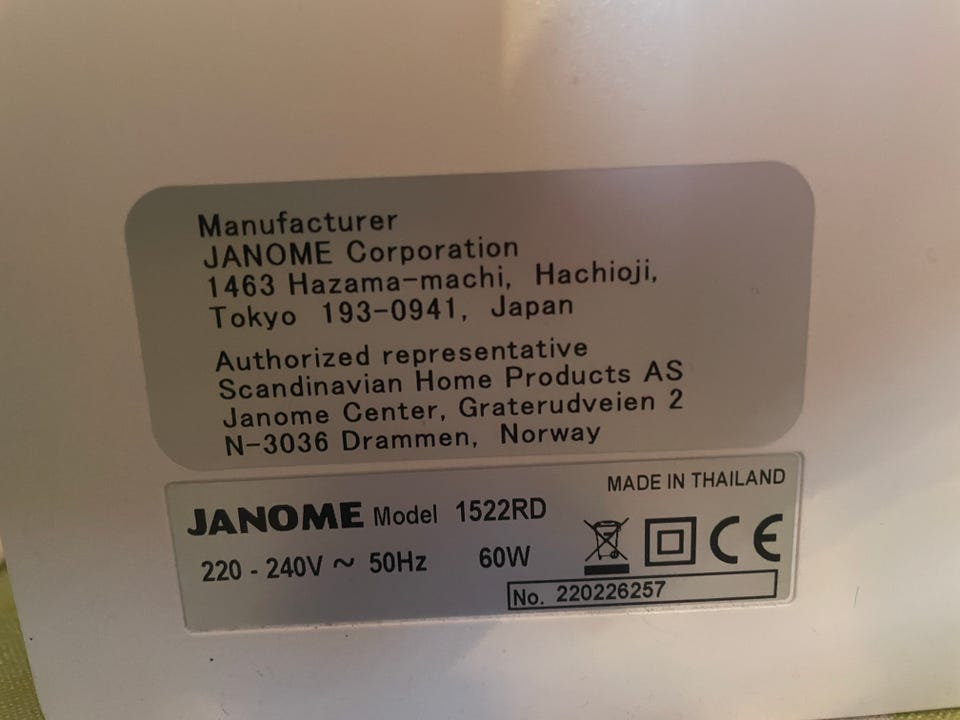 Manufacturer
JANOME Corporation
1463 Hazama-machi, Hachioji,
Tokyo 193-0941, Japan
Authorized representative
Scandinavian Home Products AS
Janome Center, Graterudveien 2
N-3036 Drammen, Norway
MADE IN THAILAND
JANOME Model 1522RD
220 - 240V ~ 50Hz 60W
CE
No. 220226257